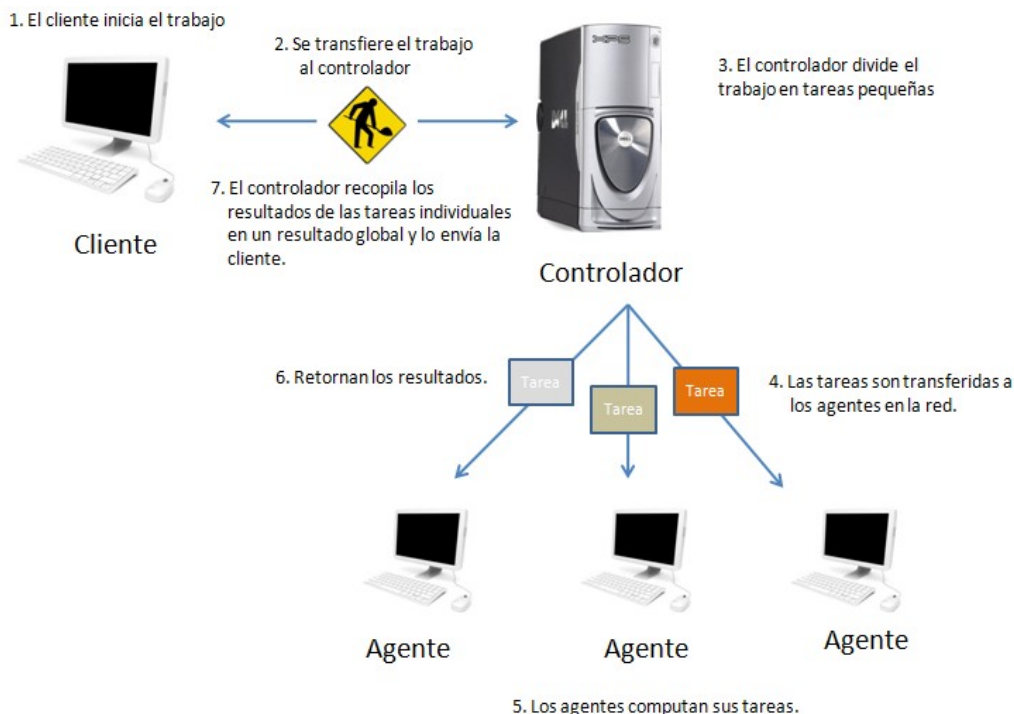 1. El cliente inicia el trabajo
2. Se transfiere el trabajo
al controlador
3. El controlador divide el
trabajo en tareas pequeñas
7. El controlador recopila los
resultados de las tareas individuales
en un resultado global y lo envía la
cliente.
Cliente
Controlador
6. Retornan los resultados.
Tarea
Tarea
Tarea
4. Las tareas son transferidas a
los agentes en la red.
Agente
Agente
Agente
5. Los agentes computan sus tareas.